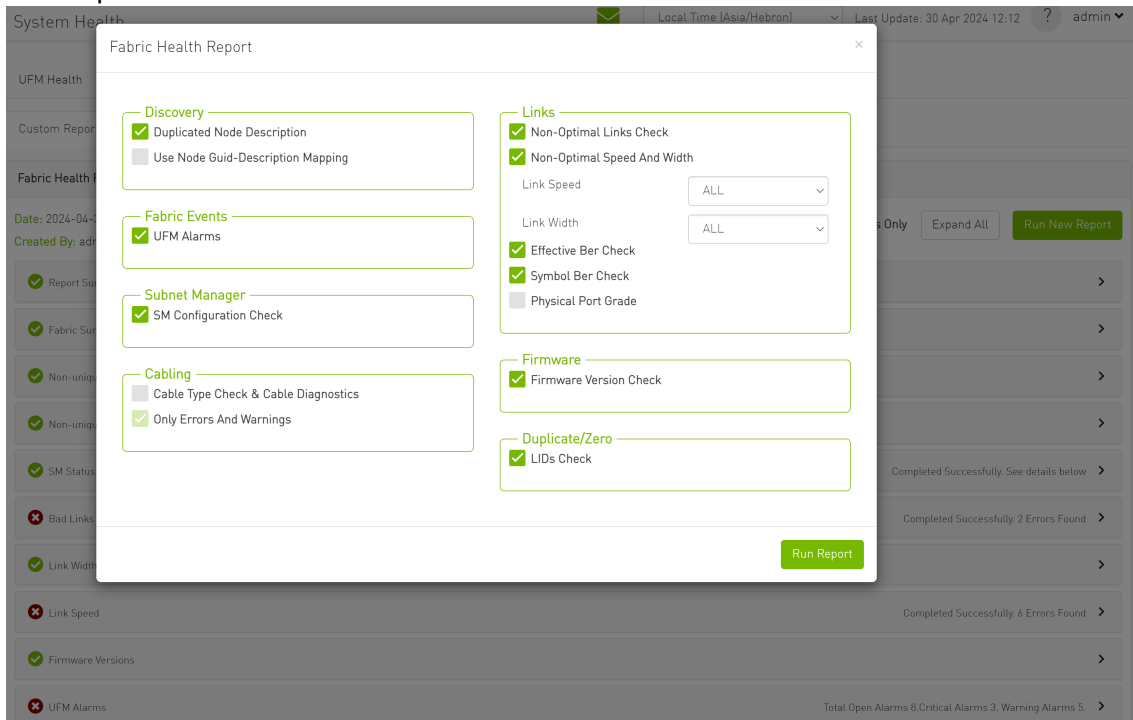 System Health
Local Time (Asia/Hebron)
Last Update: 30 Apr 2024 12:12
?
admin
Fabric Health Report
×
UFM Health
Custom Repor
Fabric Health
Date: 2024-04-
Created By: adr
s Only
Expand All
Run New Report
Discovery
Duplicated Node Description
Use Node Guid-Description Mapping
Fabric Events
UFM Alarms
Subnet Manager
SM Configuration Check
Cabling
Cable Type Check & Cable Diagnostics
Only Errors And Warnings
Links
Non-Optimal Links Check
Non-Optimal Speed And Width
Link Speed
ALL
Link Width
ALL
Effective Ber Check
Symbol Ber Check
Physical Port Grade
Firmware
Firmware Version Check
Duplicate/Zero
LIDs Check
Run Report
Report Sur
Fabric Sur
Non-uniqu
Non-uniqu
SM Status
Completed Successfully. See details below
Bad Links
Completed Successfully. 2 Errors Found
Link Width
Link Speed
Completed Successfully. 6 Errors Found
Firmware Versions
UFM Alarms
Total Open Alarms 8.Critical Alarms 3. Warning Alarms 5.